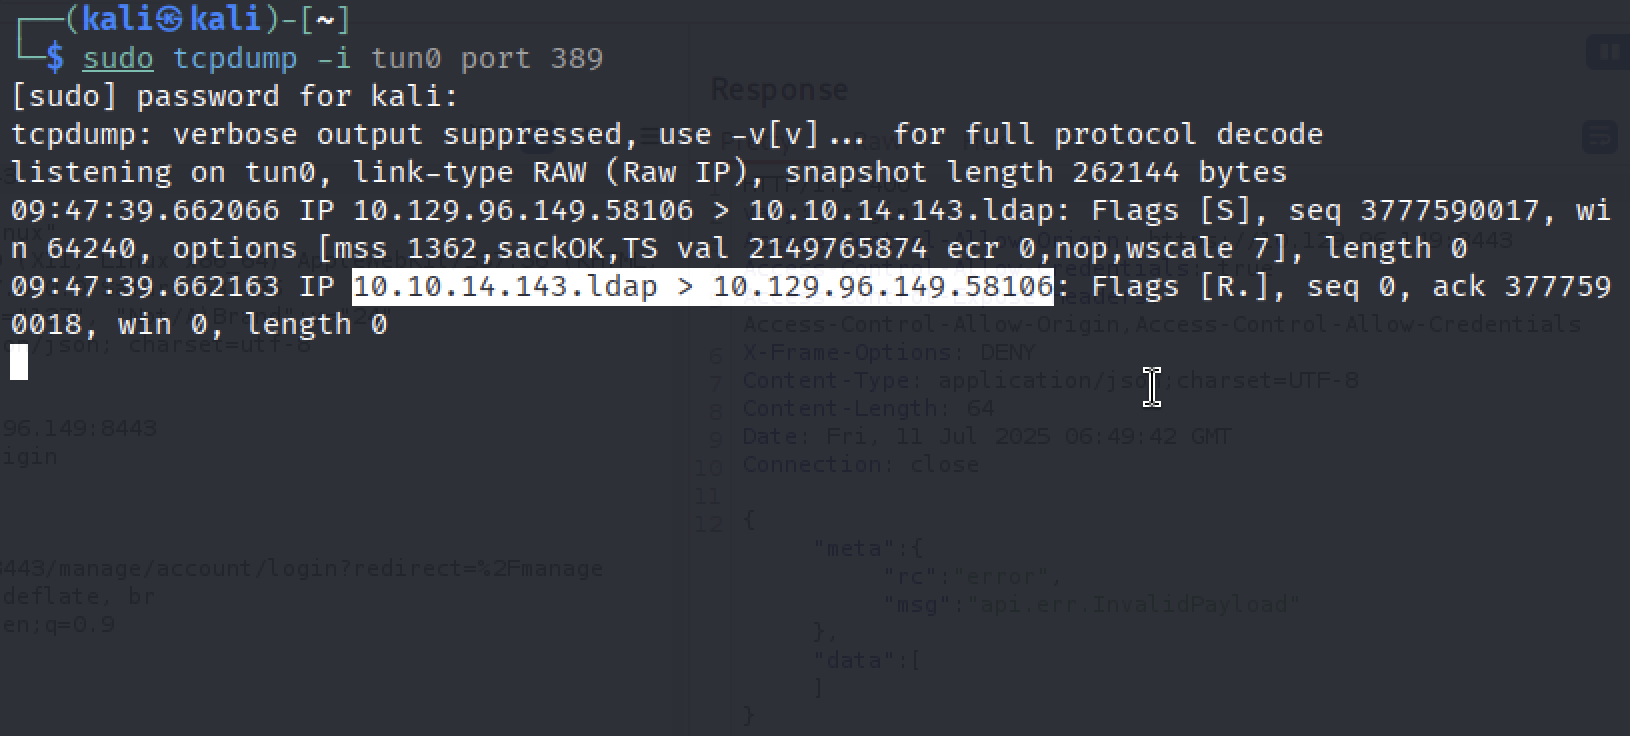 ┌──(kali㉿kali)-[~]
└─$ sudo tcpdump -i tun0 port 389
[sudo] password for kali:
tcpdump: verbose output suppressed, use -v[v]... for full protocol decode
listening on tun0, link-type RAW (Raw IP), snapshot length 262144 bytes
09:47:39.662066 IP 10.129.96.149.58106 > 10.10.14.143.ldap: Flags [S], seq 3777590017, wi
n 64240, options [mss 1362,sackOK,TS val 2149765874 ecr 0,nop,wscale 7], length 0
09:47:39.662163 IP 10.10.14.143.ldap > 10.129.96.149.58106: Flags [R.], seq 0, ack 377759
0018, win 0, length 0
Response
Access-Control-Allow-Origin,Access-Control-Allow-Credentials
6 X-Frame-Options: DENY
7 Content-Type: application/json;charset=UTF-8
8 Content-Length: 64
9 Date: Fri, 11 Jul 2025 06:49:42 GMT
10 Connection: close
11
12 {
"meta":{
"rc":"error",
"msg":"api.err.InvalidPayload"
},
"data":[
]
}
on/json; charset=utf-8
96.149:8443
igin
8443/manage/account/login?redirect=%2Fmanage
deflate, br
en;q=0.9